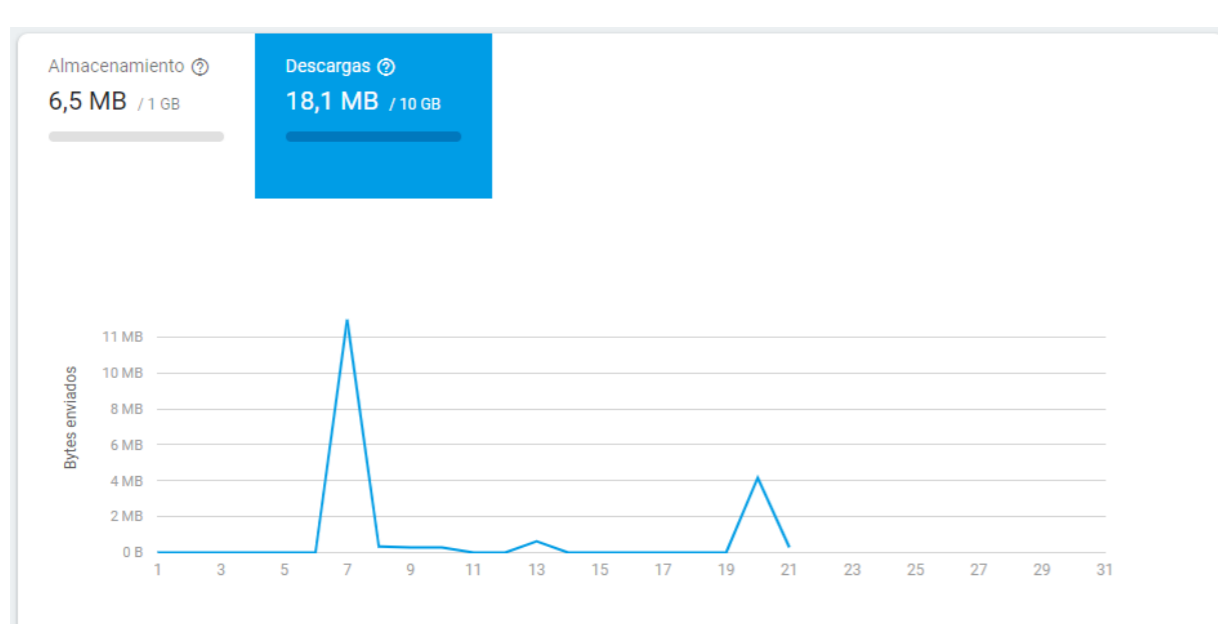 Almacenamiento
6,5 MB / 1 GB
Descargas
18,1 MB / 10 GB
Bytes enviados
11 MB
10 MB
8 MB
6 MB
4 MB
2 MB
0 B
1 3 5 7 9 11 13 15 17 19 21 23 25 27 29 31